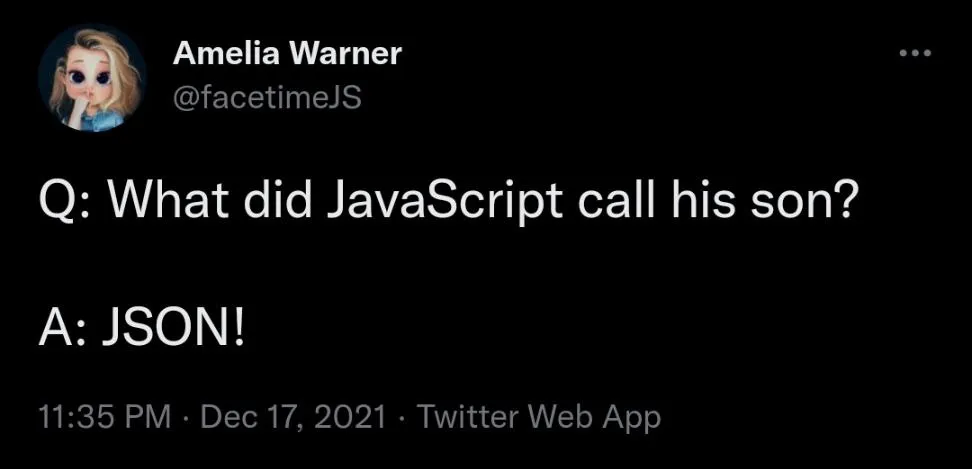 Amelia Warner
@facetimeJS
Q: What did JavaScript call his son?
A: JSON!
11:35 PM · Dec 17, 2021 · Twitter Web App